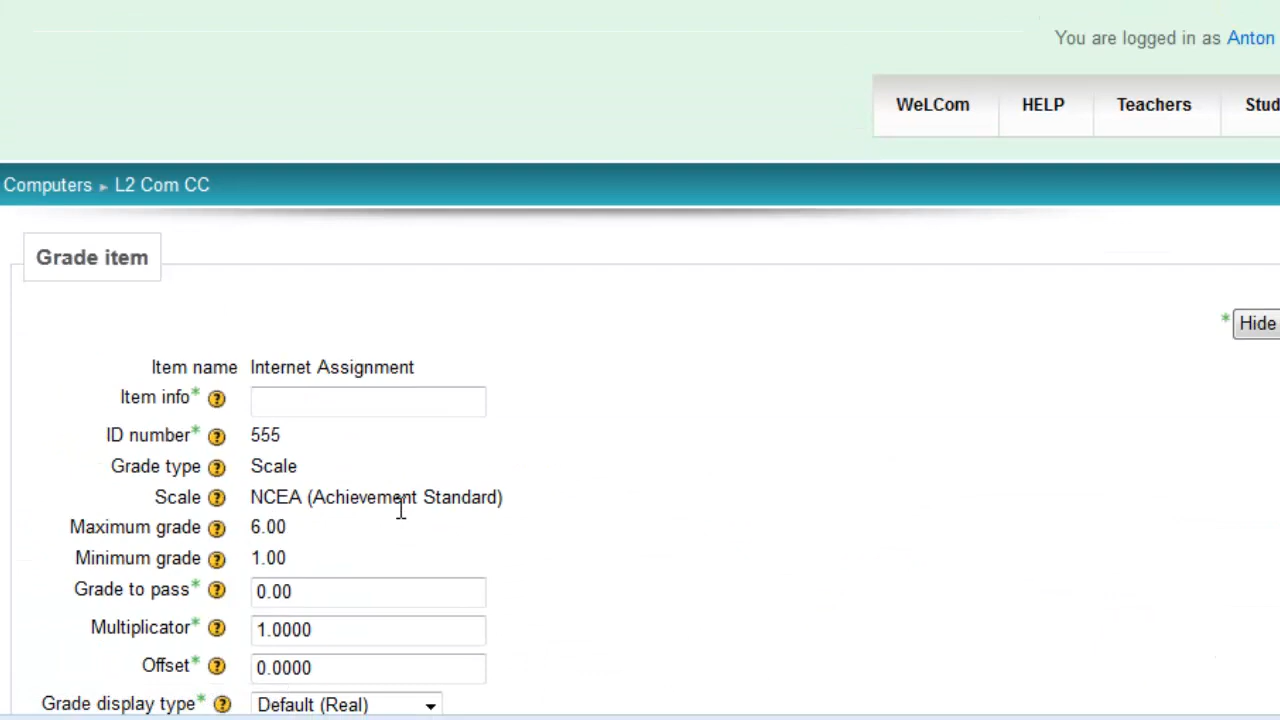 You are logged in as Anton
WeLCom HELP Teachers Stud
Computers ► L2 Com CC
Grade item
* Hide
Item name Internet Assignment
Item info* ?
ID number* ? 555
Grade type ? Scale
Scale ? NCEA (Achievement Standard)
Maximum grade ? 6.00
Minimum grade ? 1.00
Grade to pass* ? 0.00
Multiplicator* ? 1.0000
Offset* ? 0.0000
Grade display type* ? Default (Real)